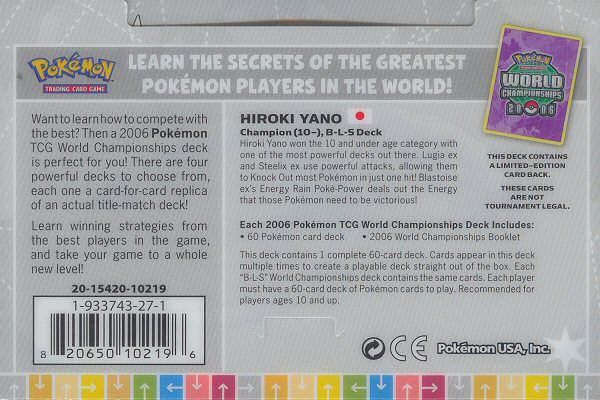 LEARN THE SECRETS OF THE GREATEST
POKÉMON PLAYERS IN THE WORLD!
POKéMON
TRADING CARD GAME
Want to learn how to compete with
the best? Then a 2006 Pokémon
TCG World Championships deck
is perfect for you! There are four
powerful decks to choose from,
each one a card-for-card replica
of an actual title-match deck!
Learn winning strategies from
the best players in the game,
and take your game to a whole
new level!
20-15420-10219
1-933743-27-1
8 20650 10219 6
HIROKI YANO
Champion (10–), B-L-S Deck
Hiroki Yano won the 10 and under age category with
one of the most powerful decks out there. Lugia ex
and Steelix ex use powerful attacks, allowing them
to Knock Out most Pokémon in just one hit! Blastoise
ex's Energy Rain Poké-Power deals out the Energy
that those Pokémon need to be victorious!
Each 2006 Pokémon TCG World Championships Deck Includes:
• 60 Pokémon card deck • 2006 World Championships Booklet
This deck contains 1 complete 60-card deck. Cards appear in this deck
multiple times to create a playable deck straight out of the box. Each
"B-L-S" World Championships deck contains the same cards. Each player
must have a 60-card deck of Pokémon cards to play. Recommended for
players ages 10 and up.
CE Pokémon USA, Inc.
POKéMON
WORLD
CHAMPIONSHIPS
2006
THIS DECK CONTAINS
A LIMITED-EDITION
CARD BACK.
THESE CARDS
ARE NOT
TOURNAMENT LEGAL.